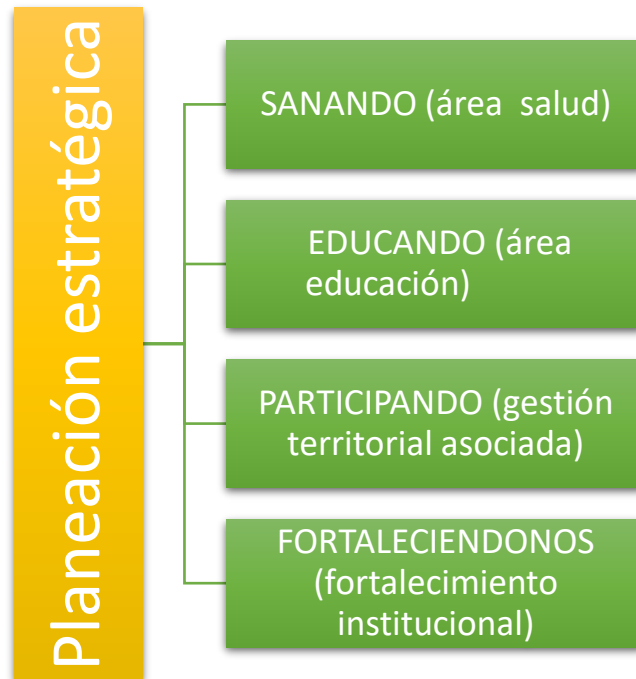 Planeación estratégica
SANANDO (área salud)
EDUCANDO (área
educación)
PARTICIPANDO (gestión
territorial asociada)
FORTALECIENDONOS
(fortalecimiento
institucional)